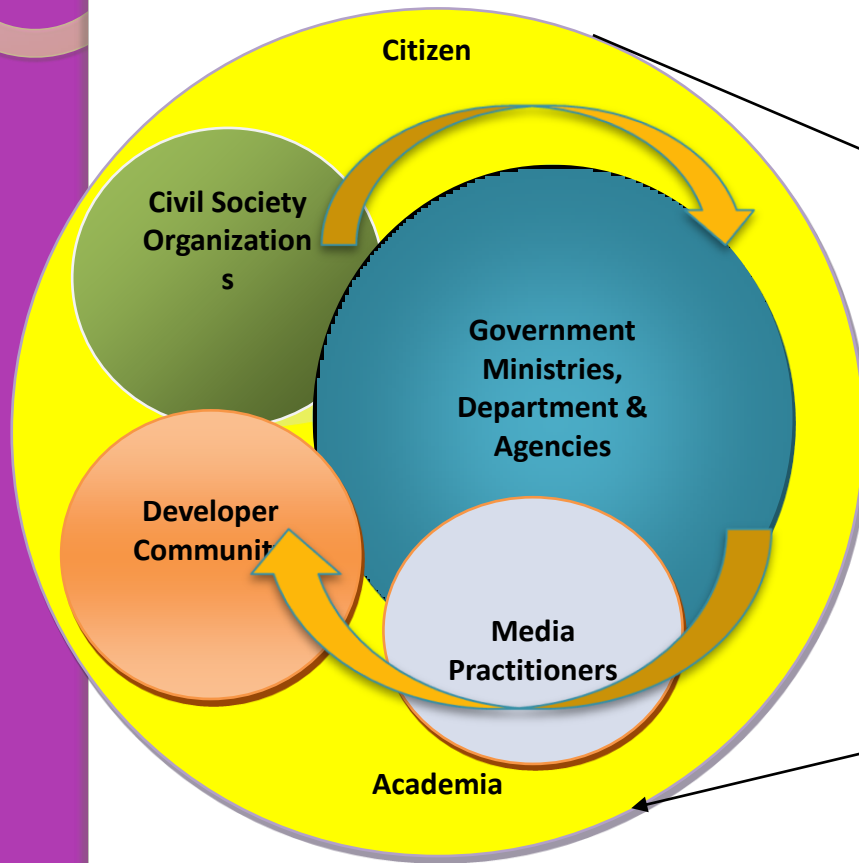 Citizen
Civil Society
Organization
s
Government
Ministries,
Department &
Agencies
Developer
Communit
Media
Practitioners
Academia